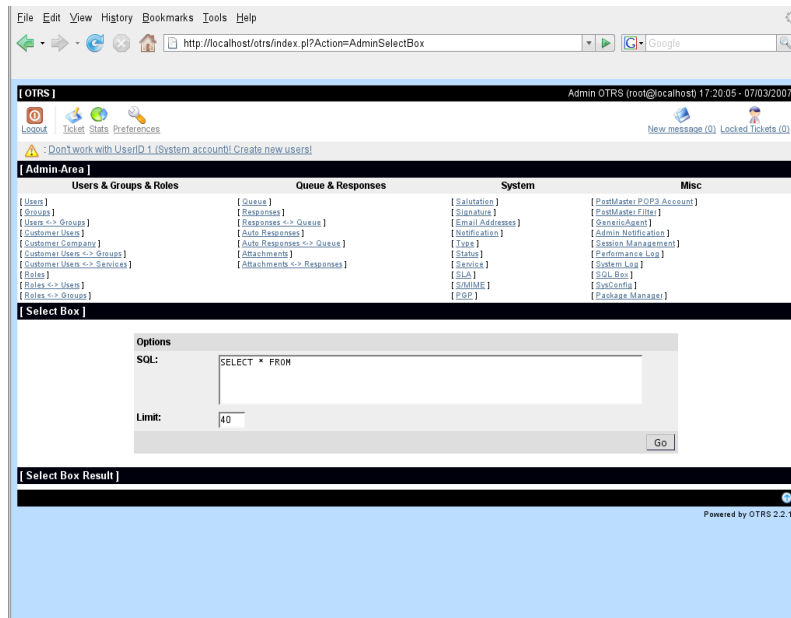 File Edit View History Bookmarks Tools Help
http://localhost/otrs/index.pl?Action=AdminSelectBox
G Google
[ OTRS ]
Admin OTRS (root@localhost) 17:20:05 - 07/03/2007
Logout Ticket Stats Preferences
New message (0) Locked Tickets (0)
: Don't work with UserID 1 (System account)! Create new users!
[ Admin-Area ]
Users & Groups & Roles Queue & Responses System Misc
[ Users ] [ Queue ] [ Salutation ] [ PostMaster POP3 Account ]
[ Groups ] [ Responses ] [ Signature ] [ PostMaster Filter ]
[ Users <-> Groups ] [ Responses <-> Queue ] [ Email Addresses ] [ GenericAgent ]
[ Customer Users ] [ Auto Responses ] [ Notification ] [ Admin Notification ]
[ Customer Company ] [ Auto Responses <-> Queue ] [ Type ] [ Session Management ]
[ Customer Users <-> Groups ] [ Attachments ] [ Status ] [ Performance Log ]
[ Customer Users <-> Services ] [ Attachments <-> Responses ] [ Service ] [ System Log ]
[ Roles ] [ SLA ] [ SQL Box ]
[ Roles <-> Users ] [ S/MIME ] [ SysConfig ]
[ Roles <-> Groups ] [ PGP ] [ Package Manager ]
[ Select Box ]
Options
SQL: SELECT * FROM
Limit: 40
Go
[ Select Box Result ]
Powered by OTRS 2.2.1